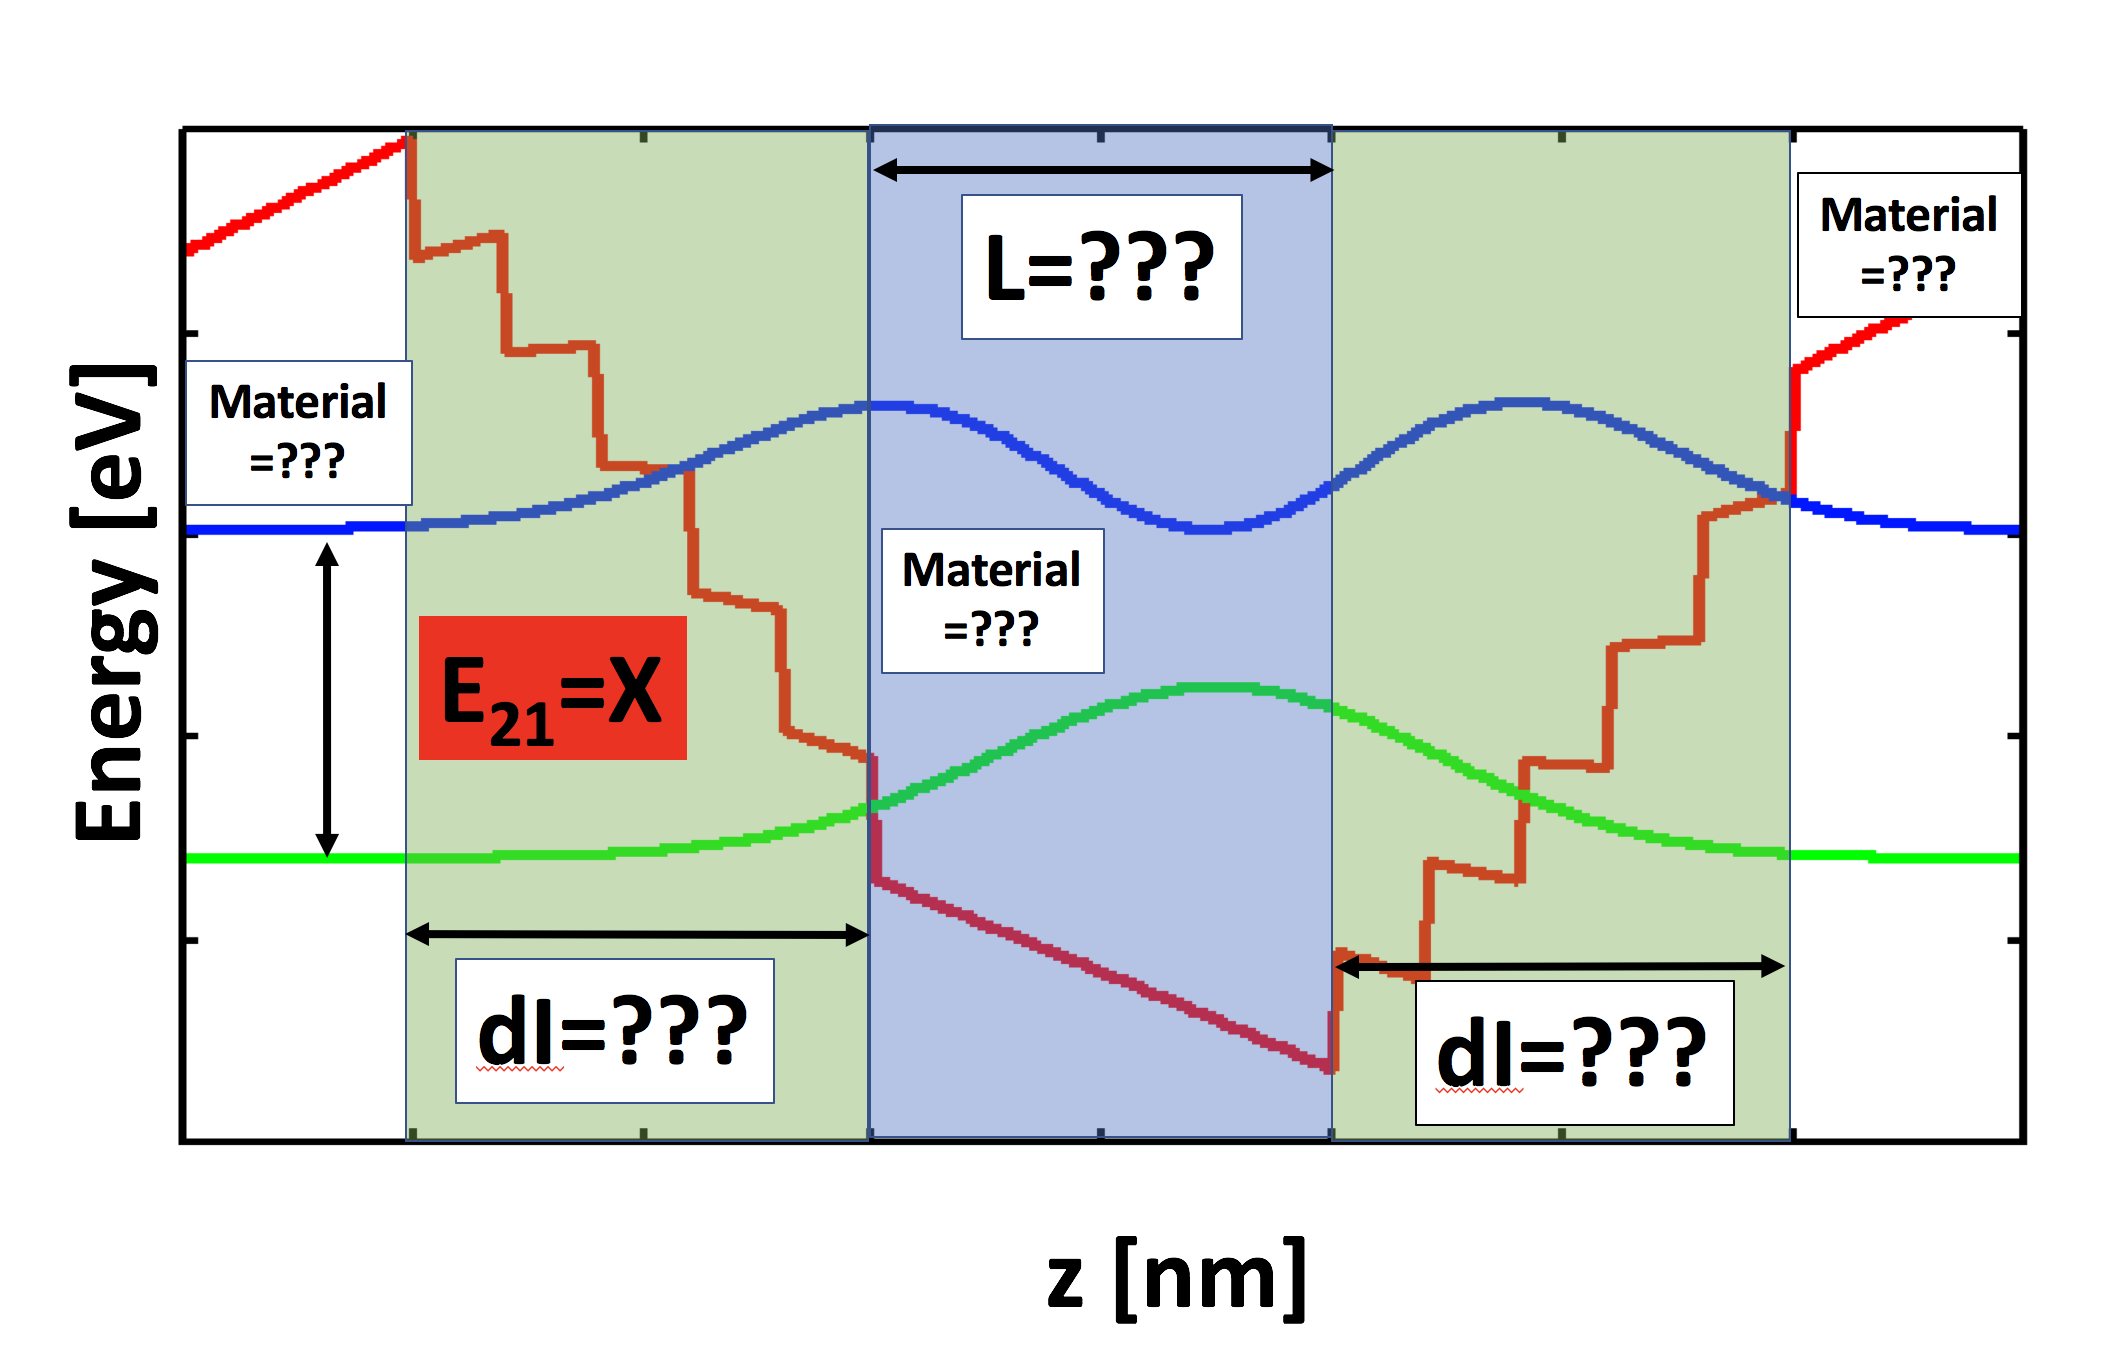 L=???
Material
=???
Material
=???
Material
=???
E21=X
dl=???
dl=???
Energy [eV]
z [nm]